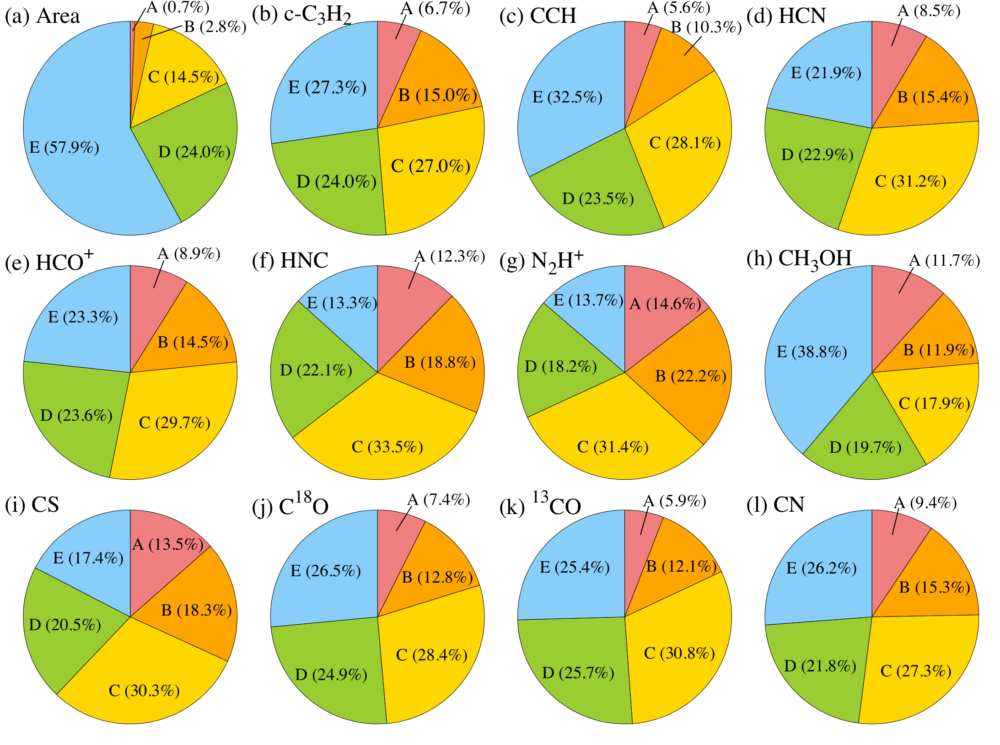 (a) Area
A (0.7%)
B (2.8%)
C (14.5%)
D (24.0%)
E (57.9%)
(b) c-C₃H₂
A (6.7%)
B (15.0%)
C (27.0%)
D (24.0%)
E (27.3%)
(c) CCH
A (5.6%)
B (10.3%)
C (28.1%)
D (23.5%)
E (32.5%)
(d) HCN
A (8.5%)
B (15.4%)
C (31.2%)
D (22.9%)
E (21.9%)
(e) HCO⁺
A (8.9%)
B (14.5%)
C (29.7%)
D (23.6%)
E (23.3%)
(f) HNC
A (12.3%)
B (18.8%)
C (33.5%)
D (22.1%)
E (13.3%)
(g) N₂H⁺
A (14.6%)
B (22.2%)
C (31.4%)
D (18.2%)
E (13.7%)
(h) CH₃OH
A (11.7%)
B (11.9%)
C (17.9%)
D (19.7%)
E (38.8%)
(i) CS
A (13.5%)
B (18.3%)
C (30.3%)
D (20.5%)
E (17.4%)
(j) C¹⁸O
A (7.4%)
B (12.8%)
C (28.4%)
D (24.9%)
E (26.5%)
(k) ¹³CO
A (5.9%)
B (12.1%)
C (30.8%)
D (25.7%)
E (25.4%)
(l) CN
A (9.4%)
B (15.3%)
C (27.3%)
D (21.8%)
E (26.2%)